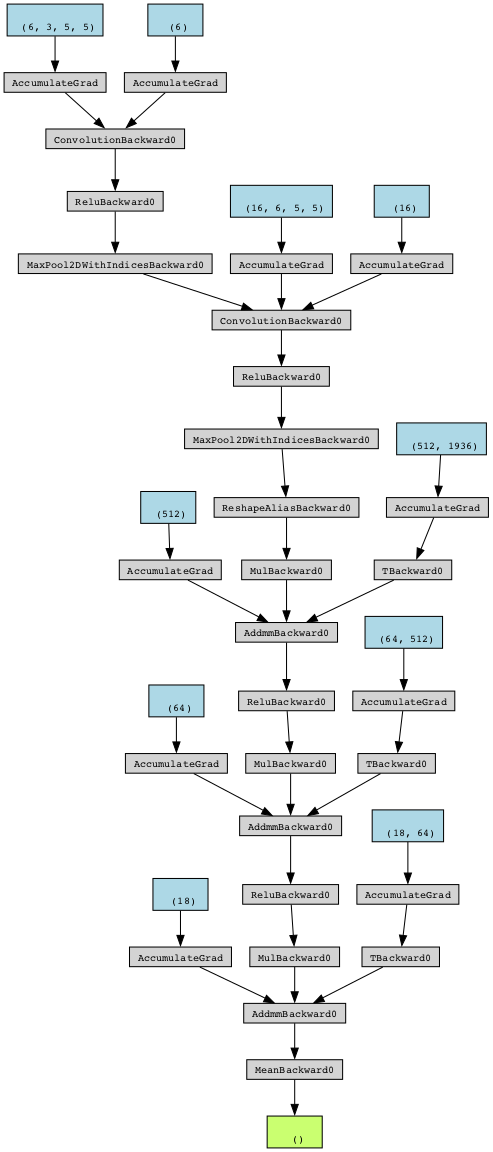 (6, 3, 5, 5)
(6)
AccumulateGrad
AccumulateGrad
ConvolutionBackward0
ReluBackward0
(16, 6, 5, 5)
(16)
MaxPool2DWithIndicesBackward0
AccumulateGrad
AccumulateGrad
ConvolutionBackward0
ReluBackward0
MaxPool2DWithIndicesBackward0
(512, 1936)
(512)
ReshapeAliasBackward0
AccumulateGrad
AccumulateGrad
MulBackward0
TBackward0
AddmmBackward0
(64, 512)
(64)
ReluBackward0
AccumulateGrad
AccumulateGrad
MulBackward0
TBackward0
AddmmBackward0
(18, 64)
(18)
ReluBackward0
AccumulateGrad
AccumulateGrad
MulBackward0
TBackward0
AddmmBackward0
MeanBackward0
()